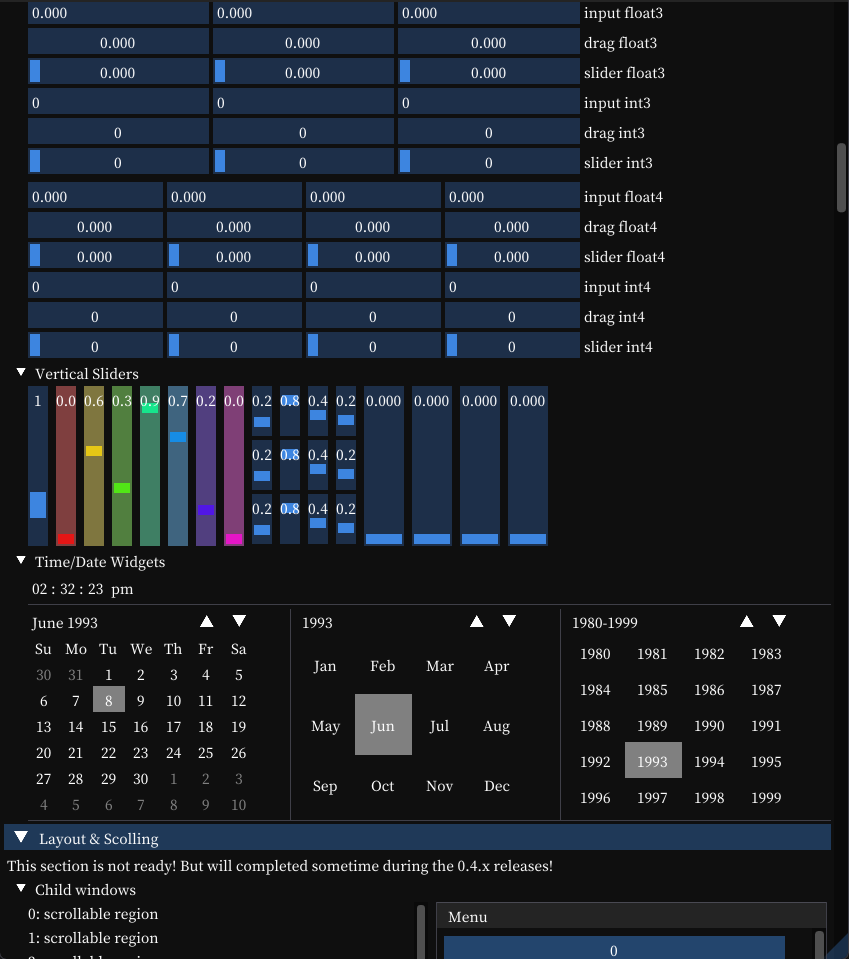 0.000 0.000 0.000 input float3
0.000 0.000 0.000 drag float3
0.000 0.000 0.000 slider float3
0 0 0 input int3
0 0 0 drag int3
0 0 0 slider int3
0.000 0.000 0.000 0.000 input float4
0.000 0.000 0.000 0.000 drag float4
0.000 0.000 0.000 0.000 slider float4
0 0 0 0 input int4
0 0 0 0 drag int4
0 0 0 0 slider int4
Vertical Sliders
1 0.0 0.6 0.3 0.9 0.7 0.2 0.0 0.2 0.8 0.4 0.2 0.000 0.000 0.000 0.000
0.2 0.8 0.4 0.2
0.2 0.8 0.4 0.2
Time/Date Widgets
02 : 32 : 23 pm
June 1993
Su Mo Tu We Th Fr Sa
30 31 1 2 3 4 5
6 7 8 9 10 11 12
13 14 15 16 17 18 19
20 21 22 23 24 25 26
27 28 29 30 1 2 3
4 5 6 7 8 9 10
1993
Jan Feb Mar Apr
May Jun Jul Aug
Sep Oct Nov Dec
1980-1999
1980 1981 1982 1983
1984 1985 1986 1987
1988 1989 1990 1991
1992 1993 1994 1995
1996 1997 1998 1999
Layout & Scolling
This section is not ready! But will completed sometime during the 0.4.x releases!
Child windows
0: scrollable region
1: scrollable region
Menu
0